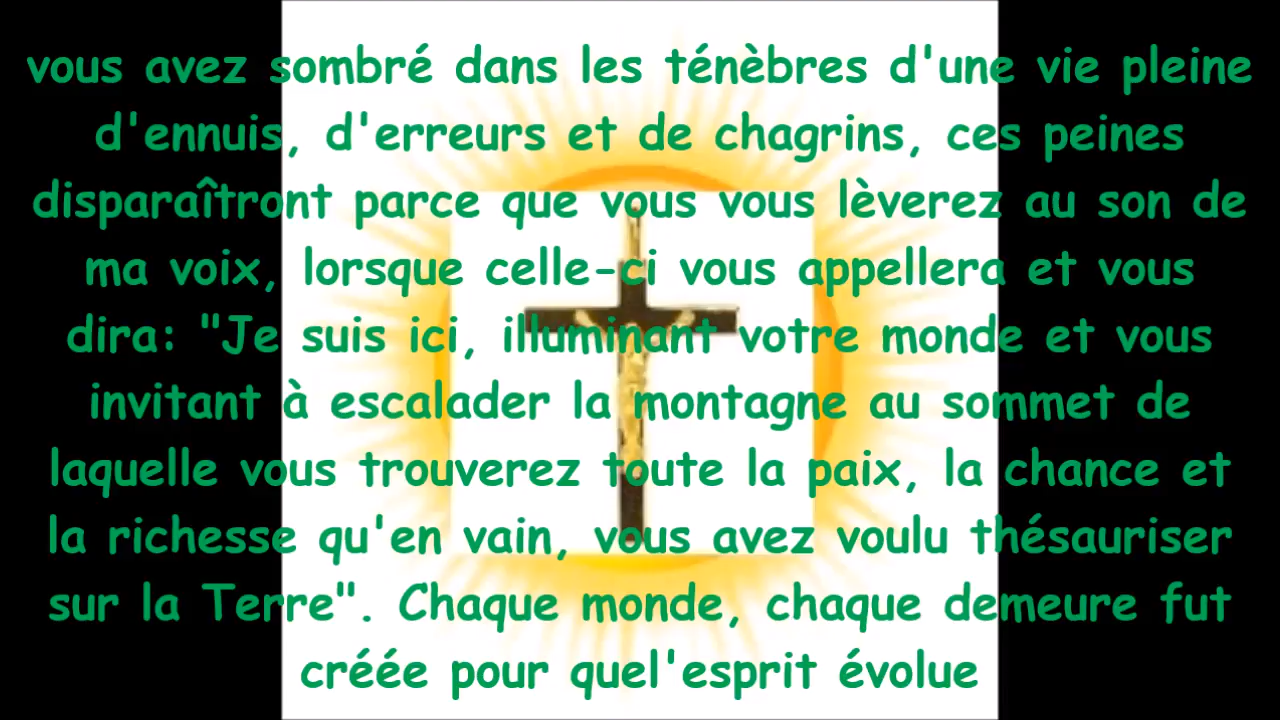 vous avez sombré dans les ténèbres d'une vie pleine
d'ennuis, d'erreurs et de chagrins, ces peines
disparaîtront parce que vous vous lèverez au son de
ma voix, lorsque celle-ci vous appellera et vous
dira: "Je suis ici, illuminant votre monde et vous
invitant à escalader la montagne au sommet de
laquelle vous trouverez toute la paix, la chance et
la richesse qu'en vain, vous avez voulu thésauriser
sur la Terre". Chaque monde, chaque demeure fut
créée pour quel'esprit évolue